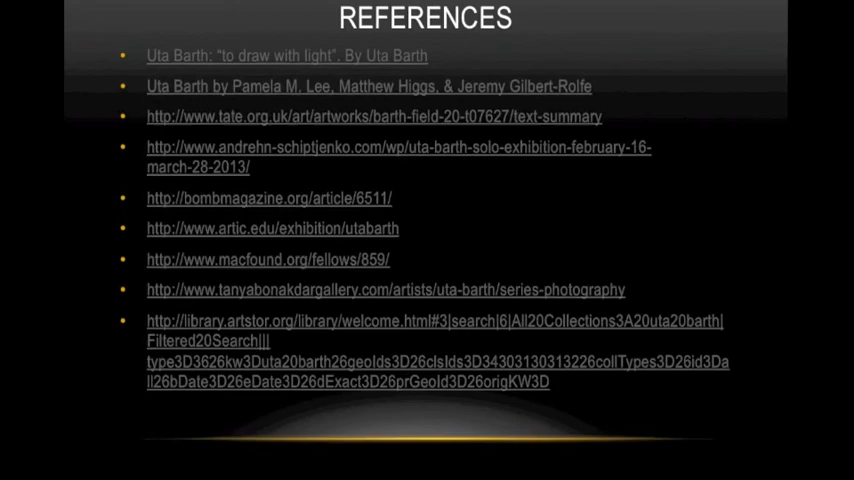 REFERENCES
• Uta Barth: “to draw with light”. By Uta Barth
• Uta Barth by Pamela M. Lee, Matthew Higgs, & Jeremy Gilbert-Rolfe
• http://www.tate.org.uk/art/artworks/barth-field-20-t07627/text-summary
• http://www.andrehn-schiptjenko.com/wp/uta-barth-solo-exhibition-february-16-
march-28-2013/
• http://bombmagazine.org/article/6511/
• http://www.artic.edu/exhibition/utabarth
• http://www.macfound.org/fellows/859/
• http://www.tanyabonakdargallery.com/artists/uta-barth/series-photography
• http://library.artstor.org/library/welcome.html#3|search|6|All20Collections3A20uta20barth|
Filtered20Search|||
type3D3626kw3Duta20barth26geoIds3D26clsIds3D34303130313226collTypes3D26id3Da
ll26bDate3D26eDate3D26dExact3D26prGeoId3D26origKW3D